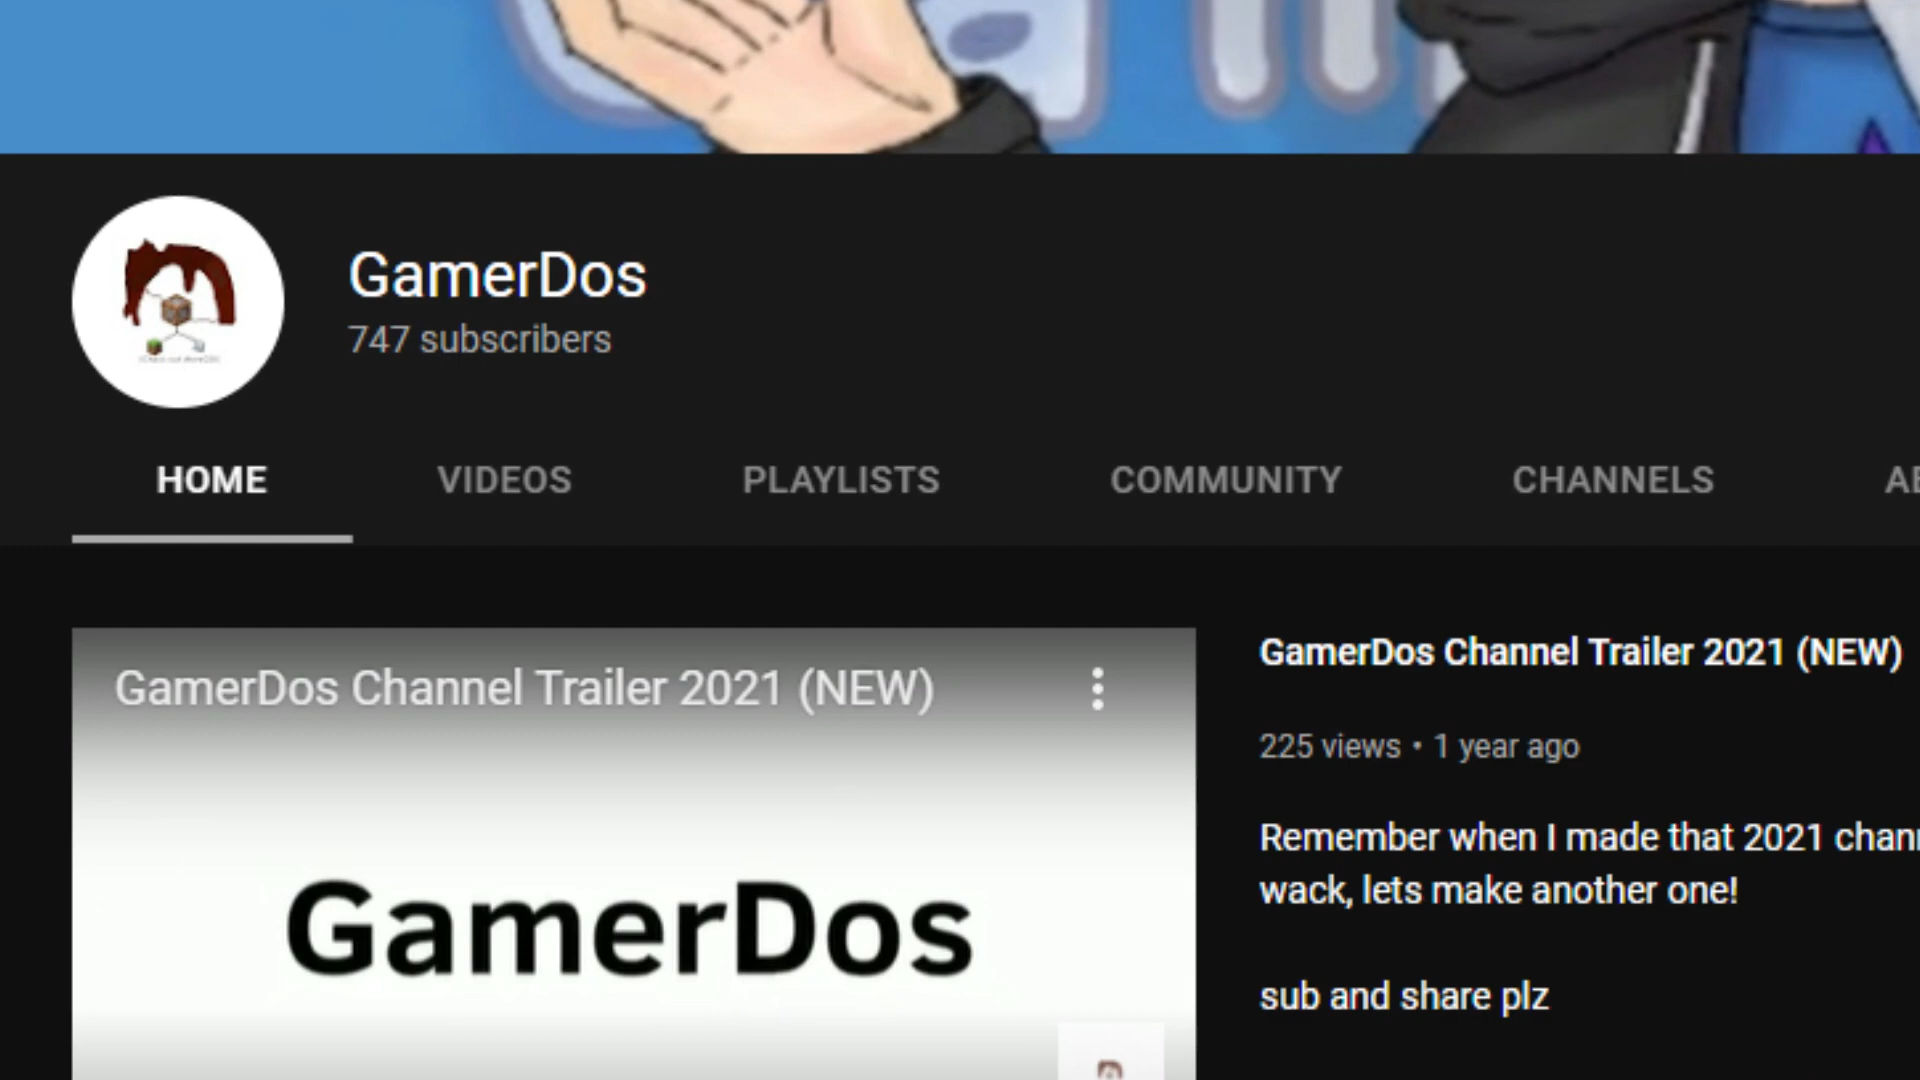 GamerDos
747 subscribers
HOME VIDEOS PLAYLISTS COMMUNITY CHANNELS
GamerDos Channel Trailer 2021 (NEW)
GamerDos
GamerDos Channel Trailer 2021 (NEW)
225 views • 1 year ago
Remember when I made that 2021
wack, lets make another one!
sub and share plz